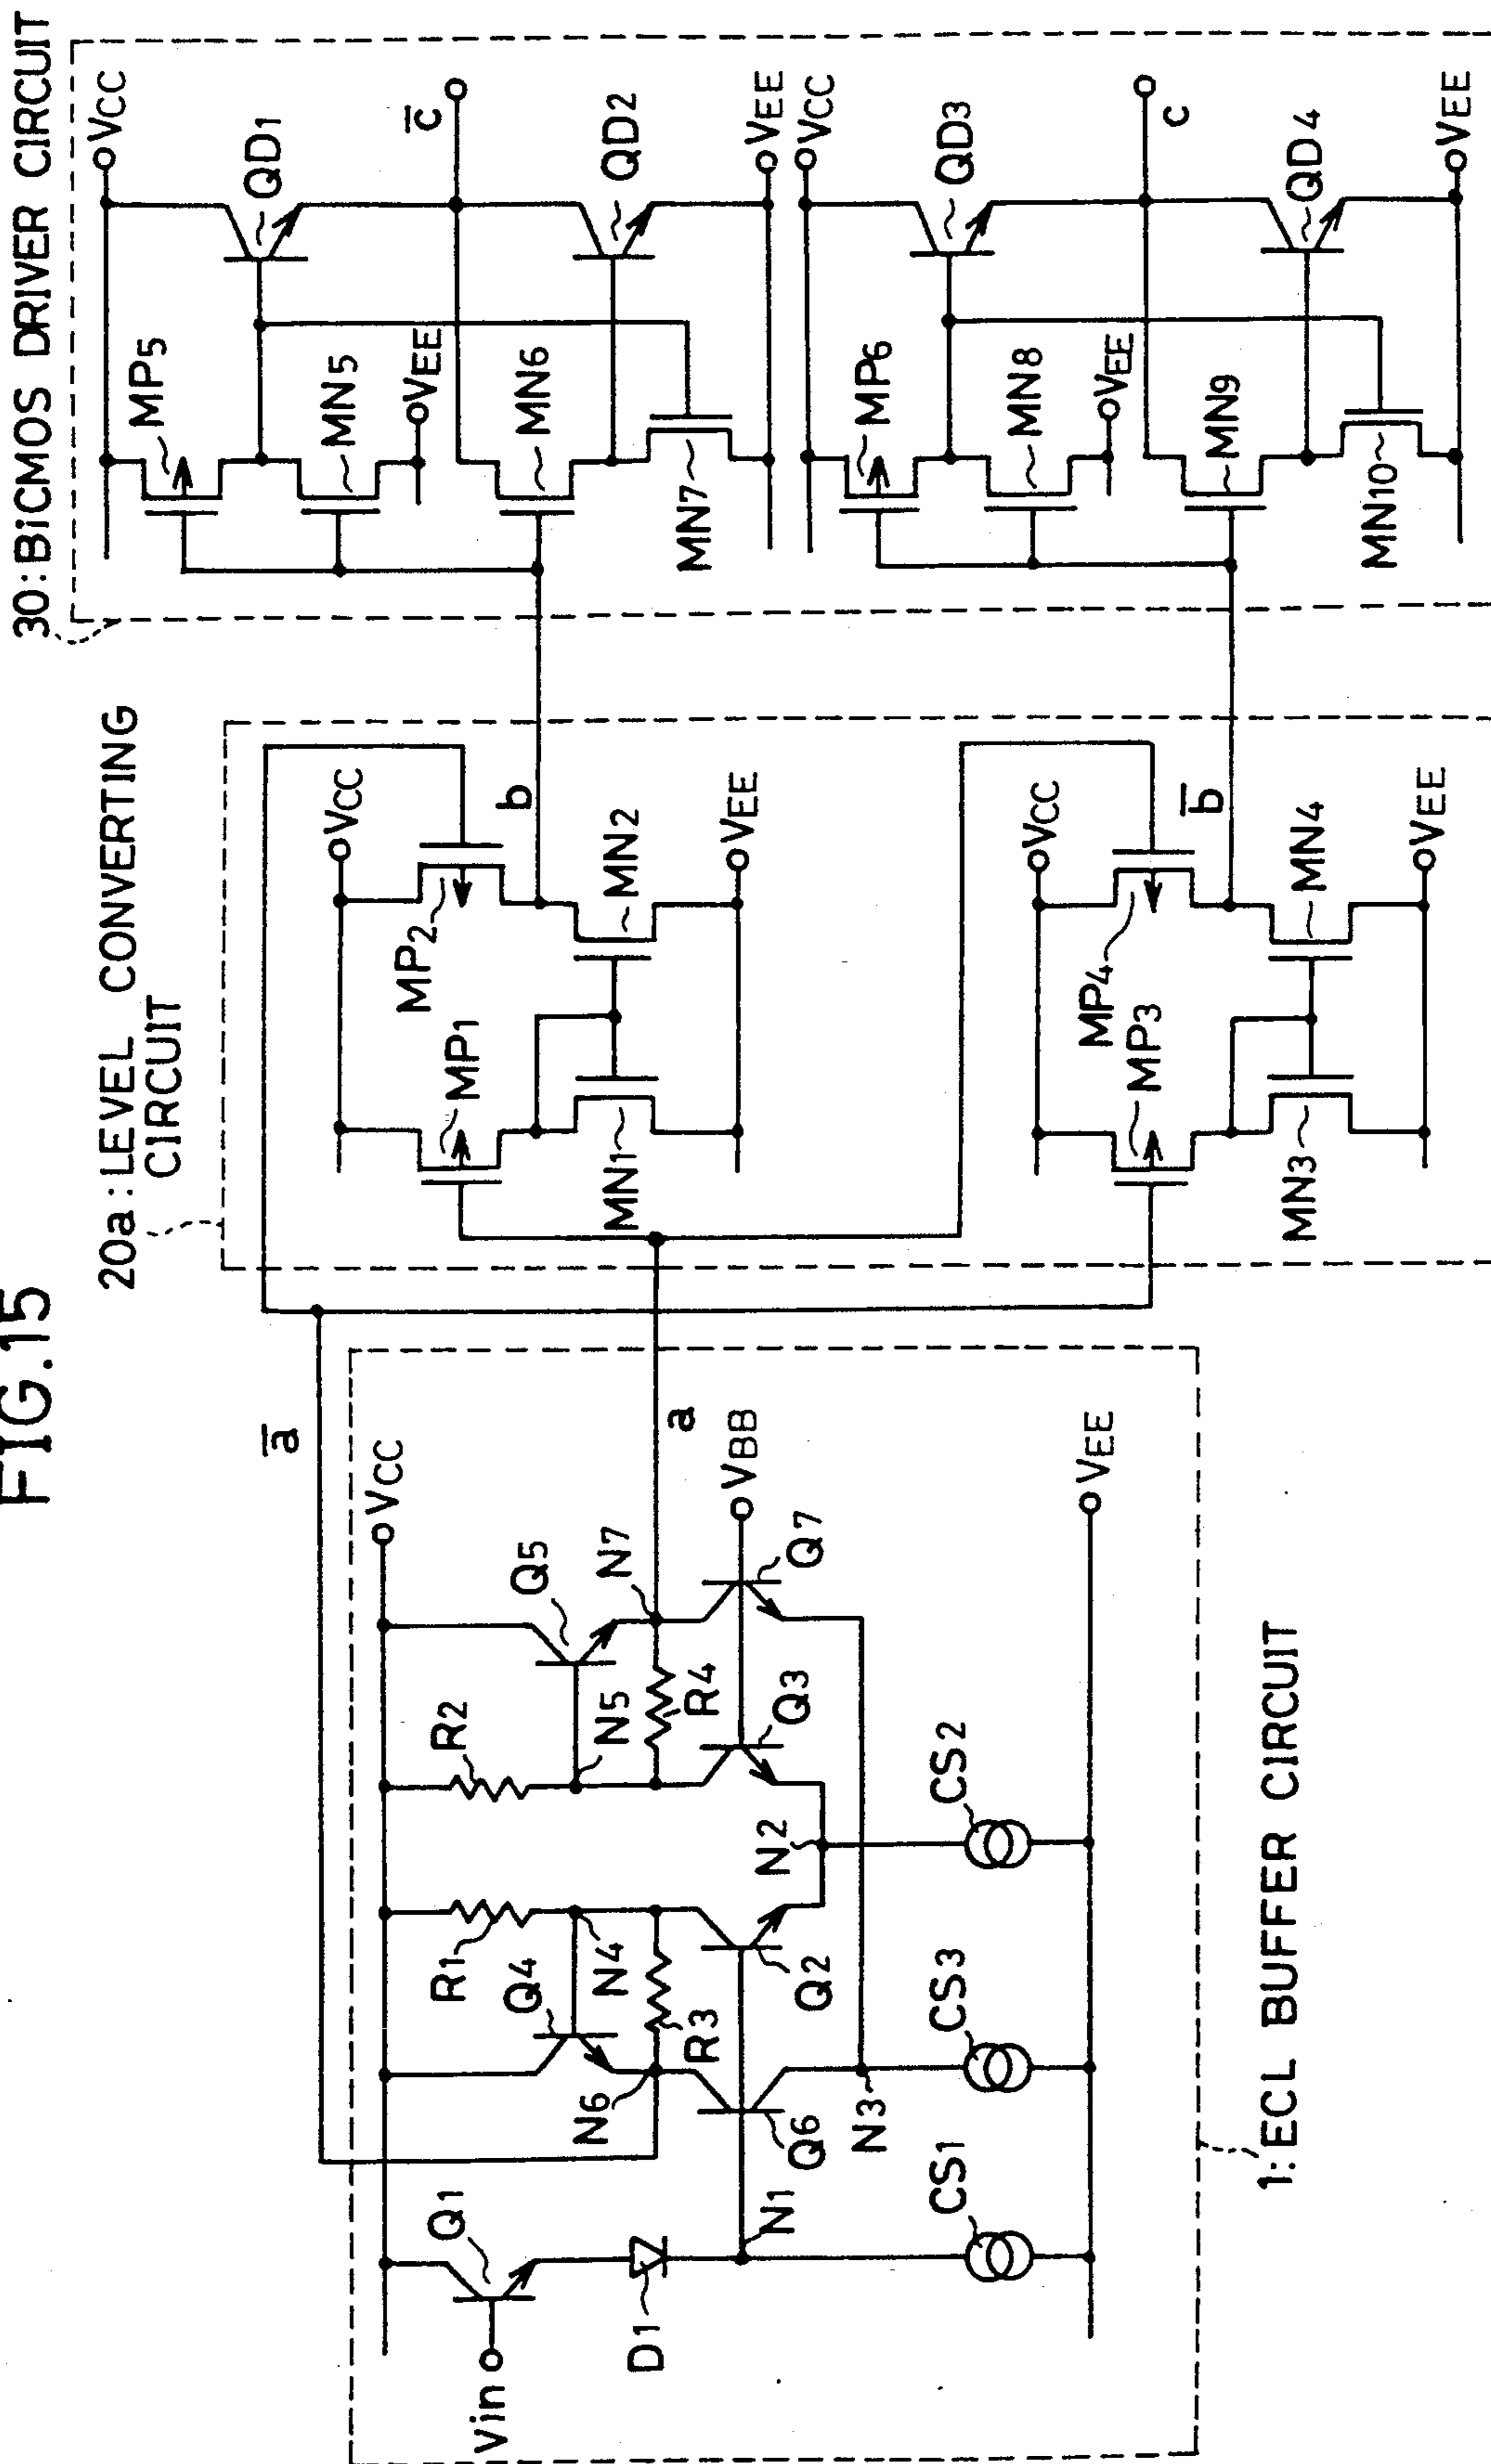 FIG.15
1:ECL BUFFER CIRCUIT
Vin
Q1
D1
N1
CS1
VCC
R1
Q4
N4
R3
N6
Q6
Q2
N3
CS3
R2
Q5
N5
N7
R4
Q3
Q7
N2
CS2
VBB
VEE
a
a
20a:LEVEL CONVERTING
CIRCUIT
VCC
MP1
MP2
MN1
MN2
VEE
b
VCC
MP3
MP4
MN3
MN4
VEE
b
30:BiCMOS DRIVER CIRCUIT
VCC
MP5
QD1
MN5
VEE
c
MN6
QD2
MN7
VEE
VCC
MP6
QD3
MN8
VEE
c
MN9
QD4
MN10
VEE